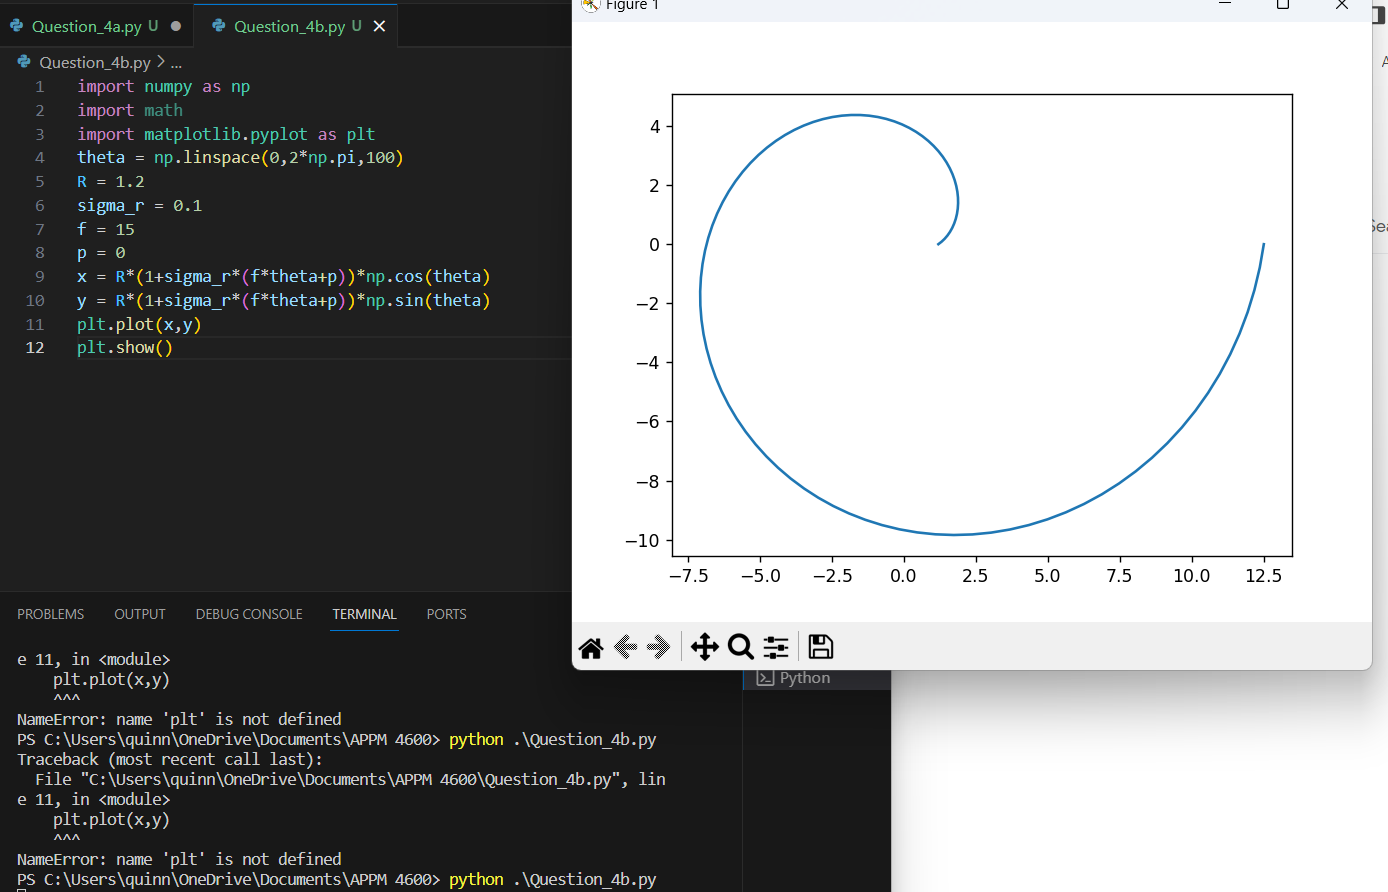 Question_4a.py U
Question_4b.py U
Question_4b.py > ...
1 import numpy as np
2 import math
3 import matplotlib.pyplot as plt
4 theta = np.linspace(0,2*np.pi,100)
5 R = 1.2
6 sigma_r = 0.1
7 f = 15
8 p = 0
9 x = R*(1+sigma_r*(f*theta+p))*np.cos(theta)
10 y = R*(1+sigma_r*(f*theta+p))*np.sin(theta)
11 plt.plot(x,y)
12 plt.show()
Figure 1
4
2
0
−2
−4
−6
−8
−10
−7.5 −5.0 −2.5 0.0 2.5 5.0 7.5 10.0 12.5
PROBLEMS OUTPUT DEBUG CONSOLE TERMINAL PORTS
e 11, in <module>
plt.plot(x,y)
^^^
NameError: name 'plt' is not defined
PS C:\Users\quinn\OneDrive\Documents\APPM 4600> python .\Question_4b.py
Traceback (most recent call last):
File "C:\Users\quinn\OneDrive\Documents\APPM 4600\Question_4b.py", lin
e 11, in <module>
plt.plot(x,y)
^^^
NameError: name 'plt' is not defined
PS C:\Users\quinn\OneDrive\Documents\APPM 4600> python .\Question_4b.py
Python